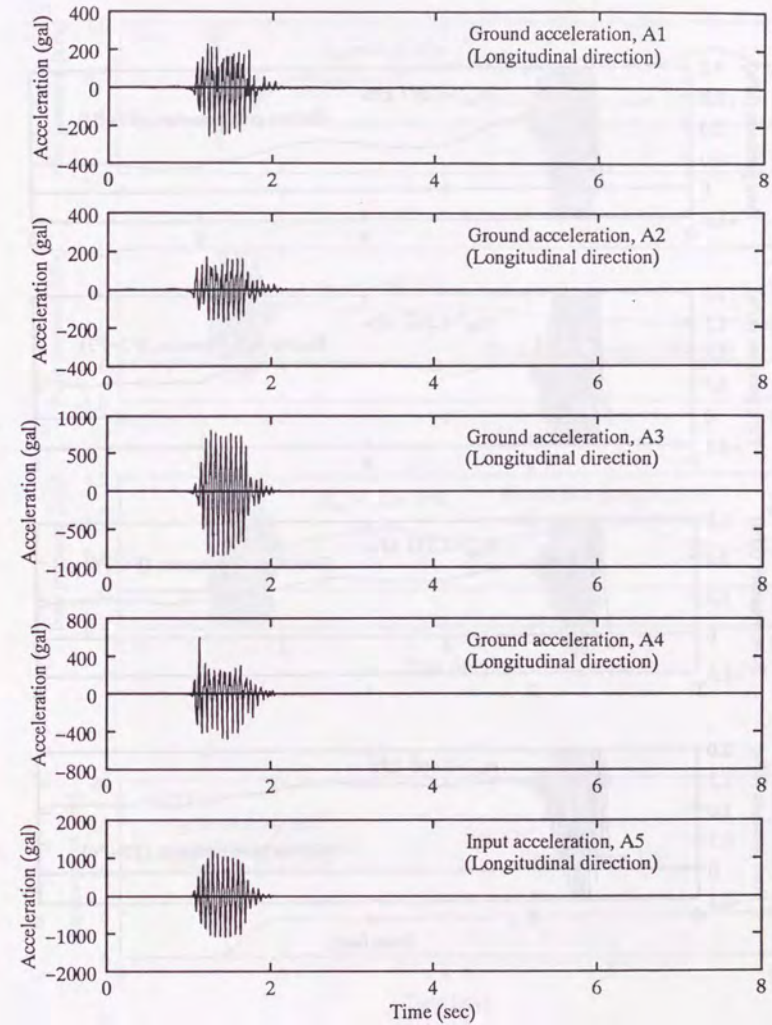 400
200
0
−200
−400
Acceleration (gal)
Ground acceleration, A1
(Longitudinal direction)
0 2 4 6 8
400
200
0
−200
−400
Acceleration (gal)
Ground acceleration, A2
(Longitudinal direction)
0 2 4 6 8
1000
500
0
−500
−1000
Acceleration (gal)
Ground acceleration, A3
(Longitudinal direction)
0 2 4 6 8
800
400
0
−400
−800
Acceleration (gal)
Ground acceleration, A4
(Longitudinal direction)
0 2 4 6 8
2000
1000
0
−1000
−2000
Acceleration (gal)
Input acceleration, A5
(Longitudinal direction)
0 2 4 6 8
Time (sec)